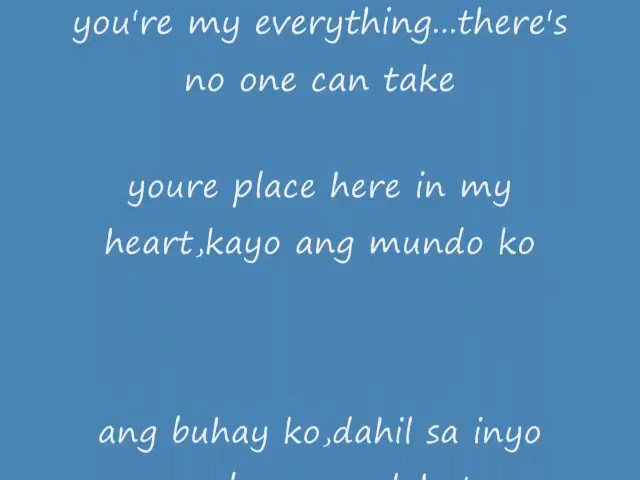 you're my everything...there's
no one can take
youre place here in my
heart,kayo ang mundo ko
ang buhay ko,dahil sa inyo